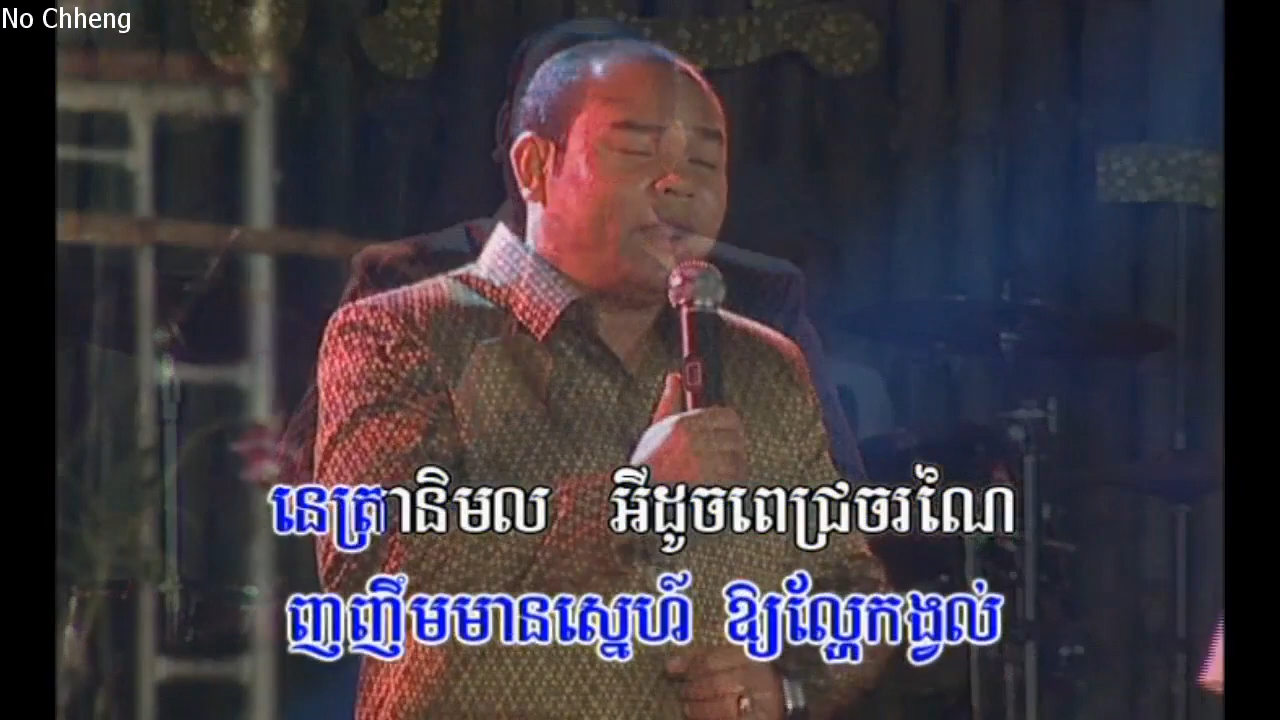 No Chheng
នេត្រានិមល អីដូចពេជ្រចរណៃ
ញញឹមមានស្នេហ៍ ឱ្យល្ហែកង្វល់